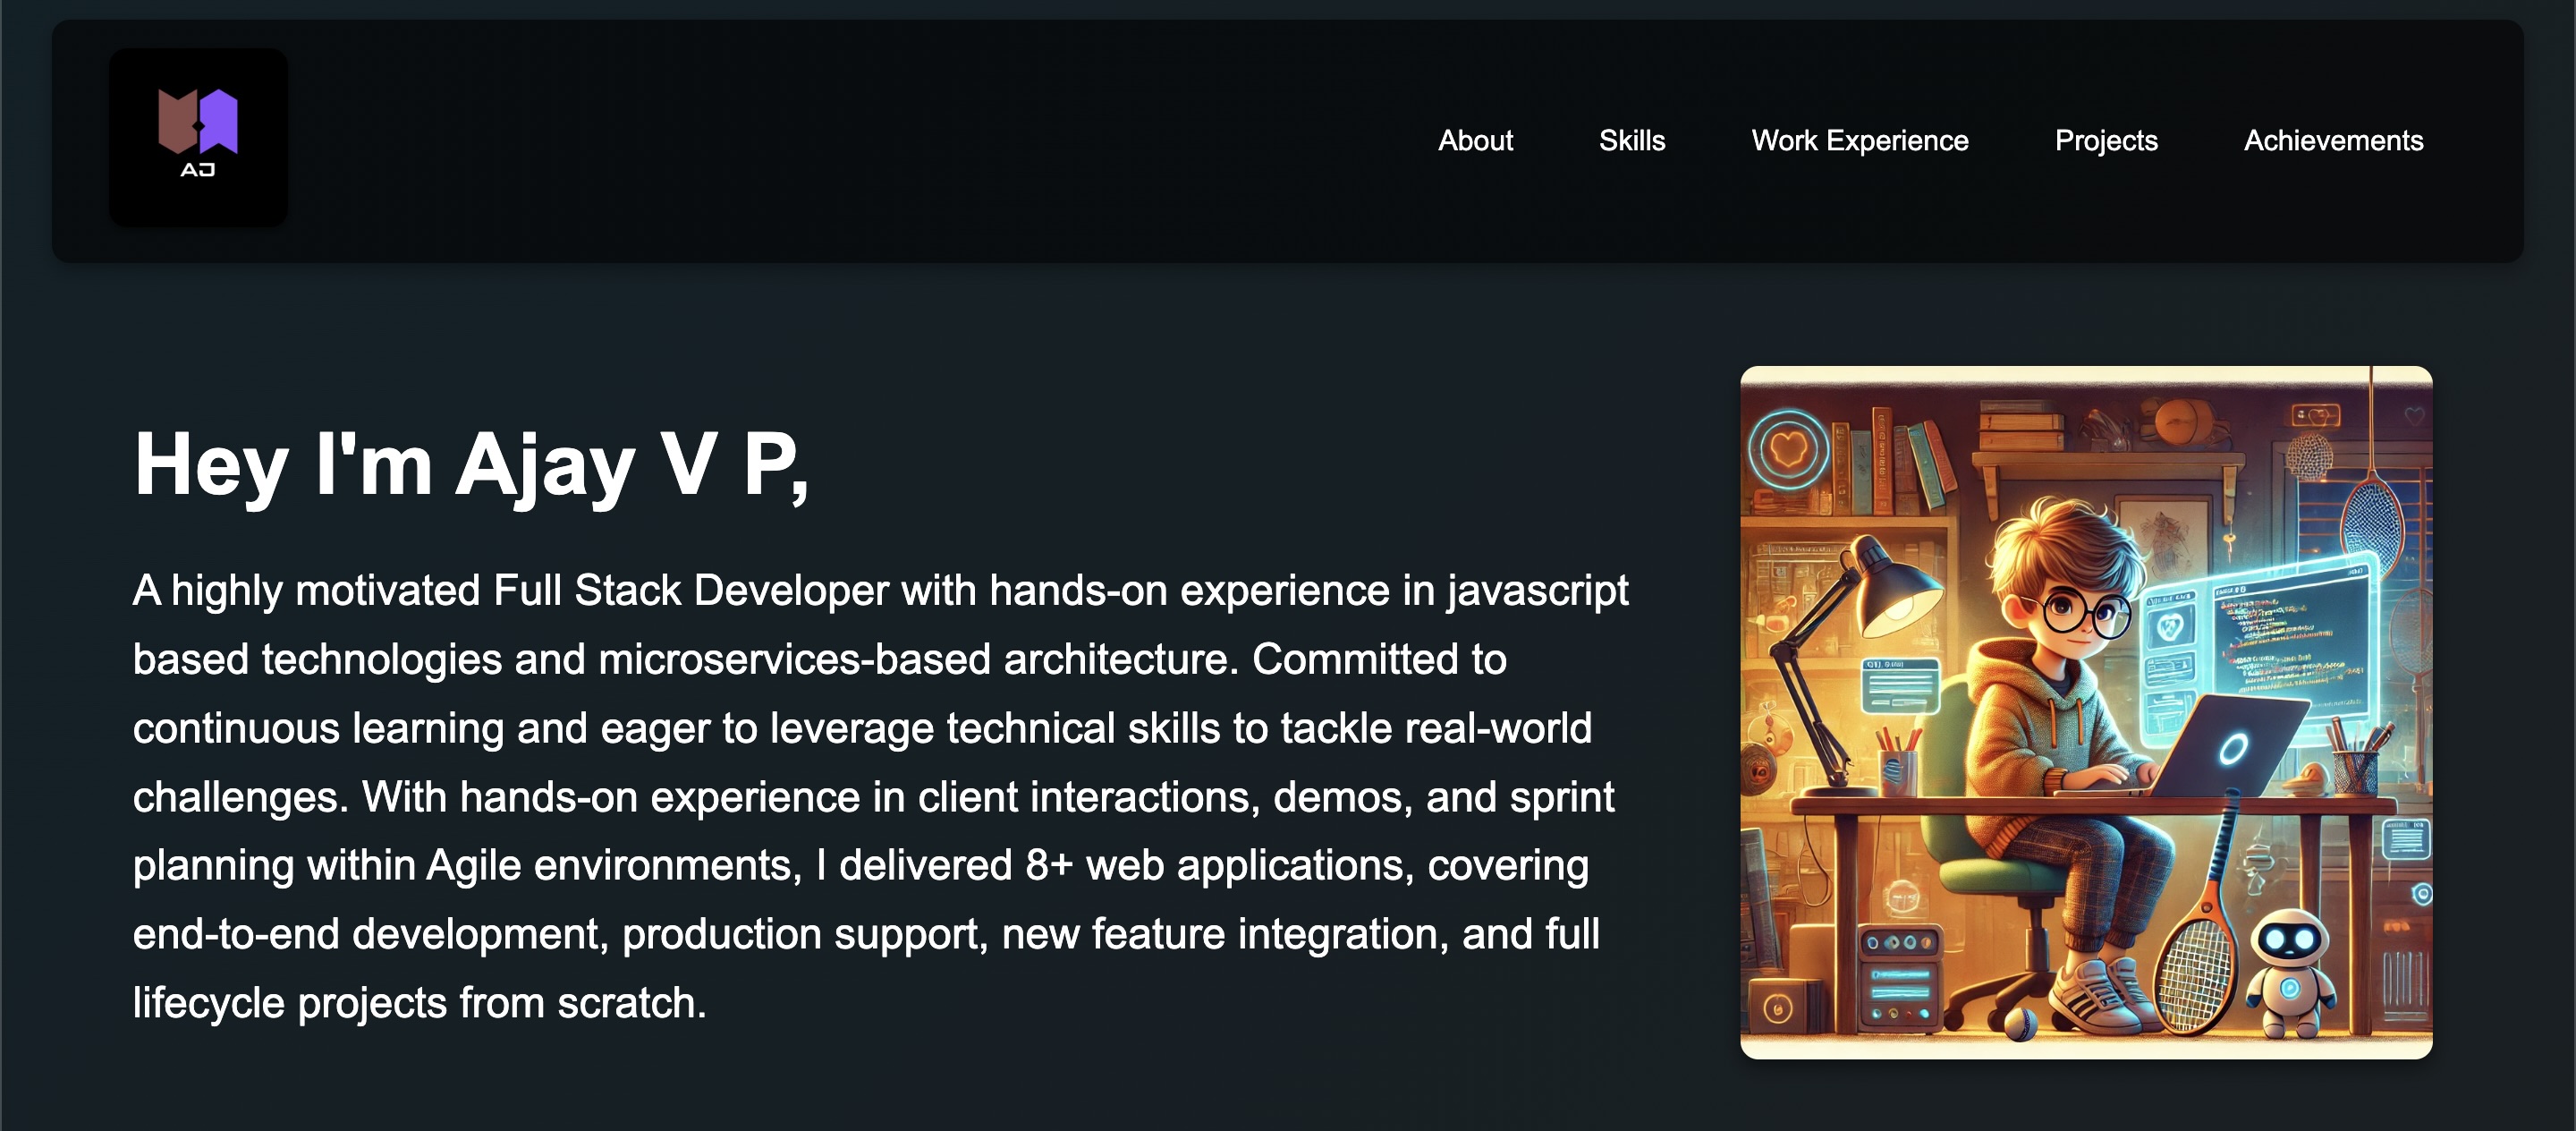 AJ
About Skills Work Experience Projects Achievements
Hey I'm Ajay V P,
A highly motivated Full Stack Developer with hands-on experience in javascript
based technologies and microservices-based architecture. Committed to
continuous learning and eager to leverage technical skills to tackle real-world
challenges. With hands-on experience in client interactions, demos, and sprint
planning within Agile environments, I delivered 8+ web applications, covering
end-to-end development, production support, new feature integration, and full
lifecycle projects from scratch.